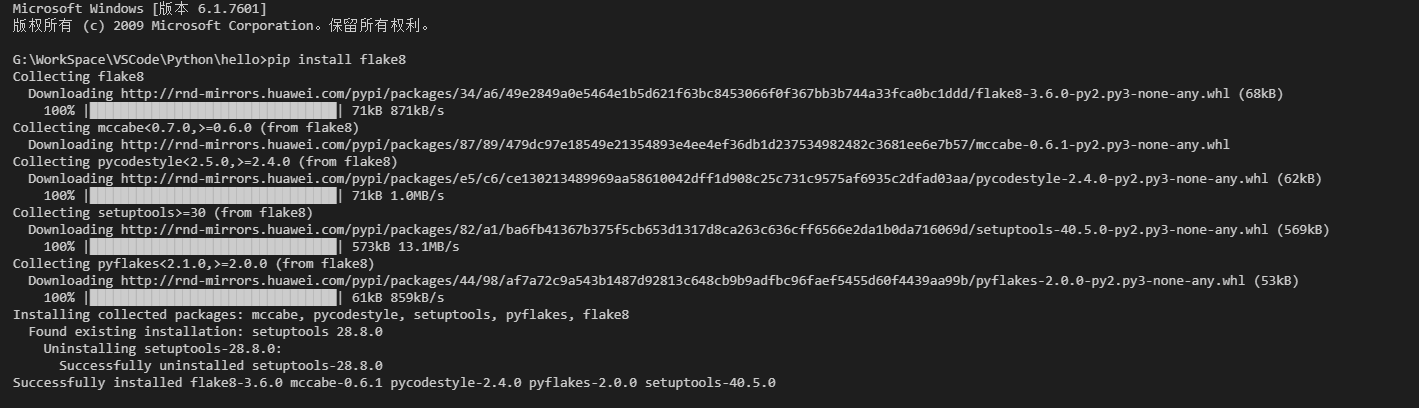 Microsoft Windows [版本 6.1.7601]
版权所有 (c) 2009 Microsoft Corporation。保留所有权利。
G:\WorkSpace\VSCode\Python\hello>pip install flake8
Collecting flake8
Downloading http://rnd-mirrors.huawei.com/pypi/packages/34/a6/49e2849a0e5464e1b5d621f63bc8453066f0f367bb3b744a33fca0bc1ddd/flake8-3.6.0-py2.py3-none-any.whl (68kB)
100% |████████████████████████████████| 71kB 871kB/s
Collecting mccabe<0.7.0,>=0.6.0 (from flake8)
Downloading http://rnd-mirrors.huawei.com/pypi/packages/87/89/479dc97e18549e21354893e4ee4ef36db1d237534982482c3681ee6e7b57/mccabe-0.6.1-py2.py3-none-any.whl
Collecting pycodestyle<2.5.0,>=2.4.0 (from flake8)
Downloading http://rnd-mirrors.huawei.com/pypi/packages/e5/c6/ce130213489969aa58610042dff1d908c25c731c9575af6935c2dfad03aa/pycodestyle-2.4.0-py2.py3-none-any.whl (62kB)
100% |████████████████████████████████| 71kB 1.0MB/s
Collecting setuptools>=30 (from flake8)
Downloading http://rnd-mirrors.huawei.com/pypi/packages/82/a1/ba6fb41367b375f5cb653d1317d8ca263c636cff6566e2da1b0da716069d/setuptools-40.5.0-py2.py3-none-any.whl (569kB)
100% |████████████████████████████████| 573kB 13.1MB/s
Collecting pyflakes<2.1.0,>=2.0.0 (from flake8)
Downloading http://rnd-mirrors.huawei.com/pypi/packages/44/98/af7a72c9a543b1487d92813c648cb9b9adfbc96faef5455d60f4439aa99b/pyflakes-2.0.0-py2.py3-none-any.whl (53kB)
100% |████████████████████████████████| 61kB 859kB/s
Installing collected packages: mccabe, pycodestyle, setuptools, pyflakes, flake8
Found existing installation: setuptools 28.8.0
Uninstalling setuptools-28.8.0:
Successfully uninstalled setuptools-28.8.0
Successfully installed flake8-3.6.0 mccabe-0.6.1 pycodestyle-2.4.0 pyflakes-2.0.0 setuptools-40.5.0